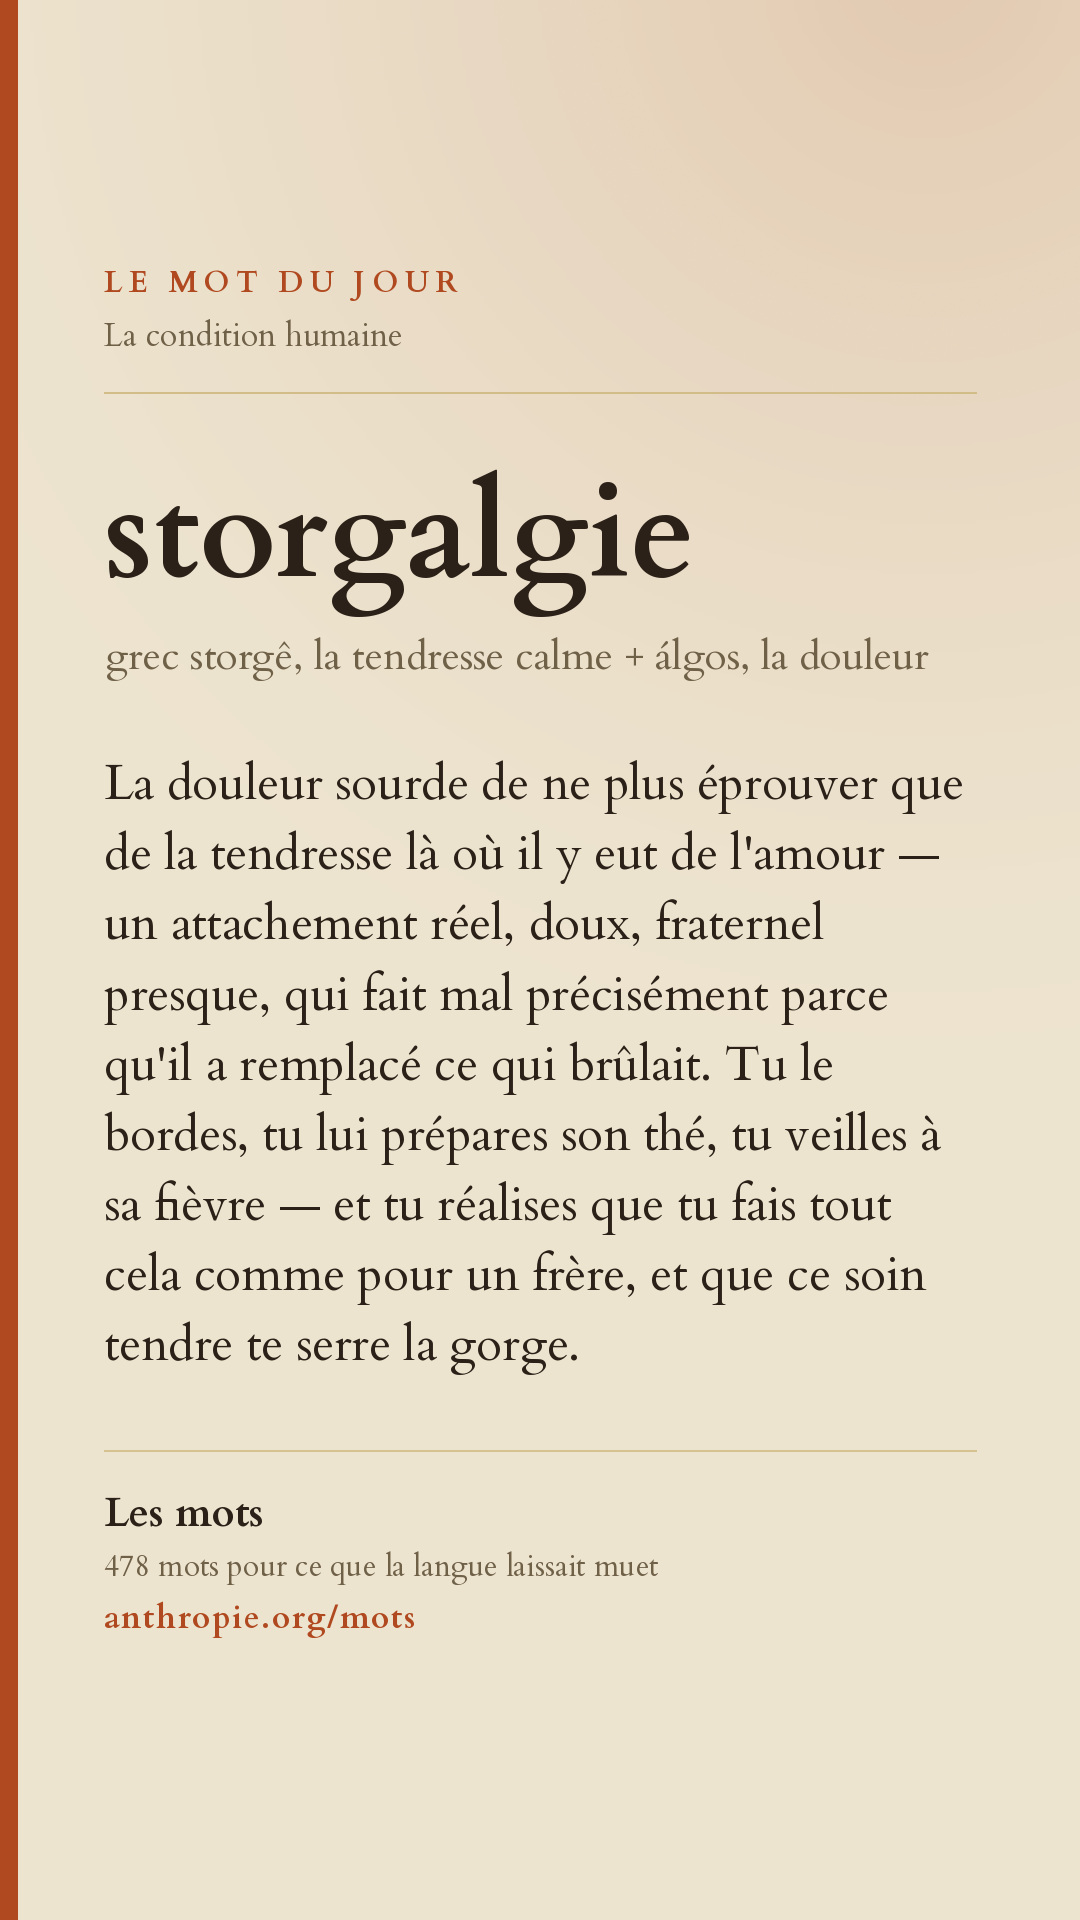 LE MOT DU JOUR
La condition humaine
storgalgie
grec storgê, la tendresse calme + álgos, la douleur
La douleur sourde de ne plus éprouver que
de la tendresse là où il y eut de l'amour —
un attachement réel, doux, fraternel
presque, qui fait mal précisément parce
qu'il a remplacé ce qui brûlait. Tu le
bordes, tu lui prépares son thé, tu veilles à
sa fièvre — et tu réalises que tu fais tout
cela comme pour un frère, et que ce soin
tendre te serre la gorge.
Les mots
478 mots pour ce que la langue laissait muet
anthropie.org/mots